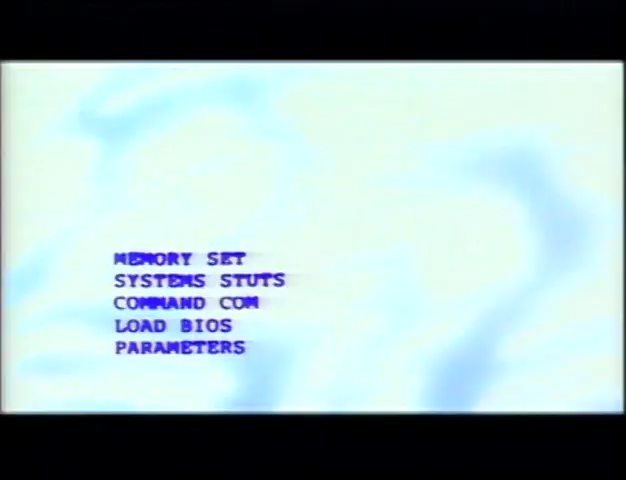 MEMORY SET
SYSTEMS STUTS
COMMAND COM
LOAD BIOS
PARAMETERS